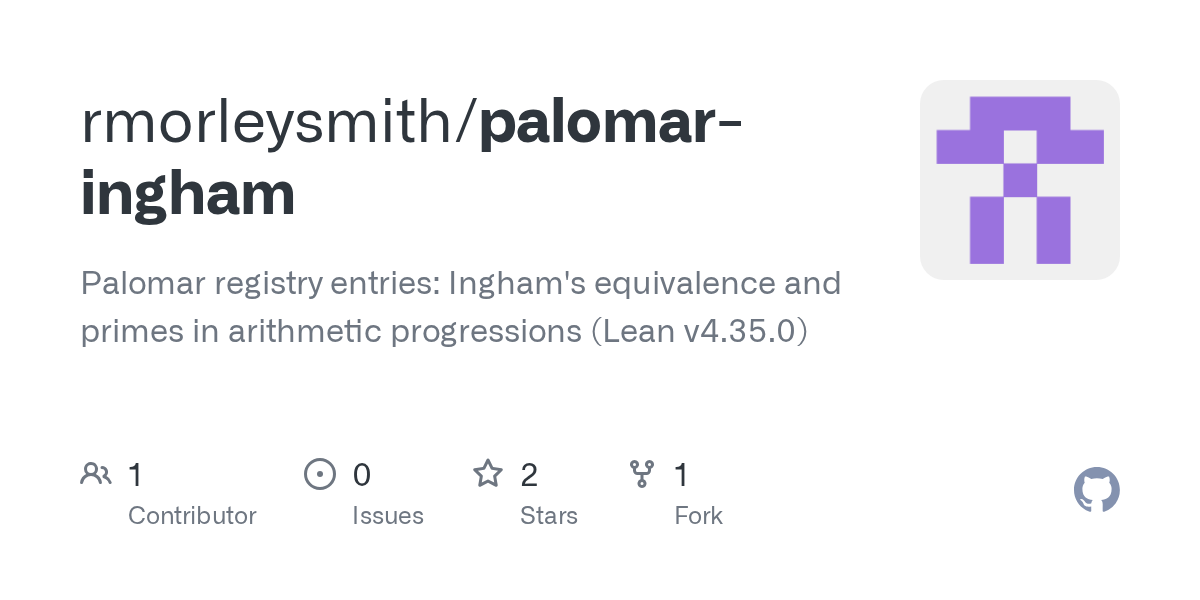 rmorleysmith/palomar-
ingham
Palomar registry entries: Ingham's equivalence and
primes in arithmetic progressions (Lean v4.35.0)
1 0 2 1
Contributor Issues Stars Fork